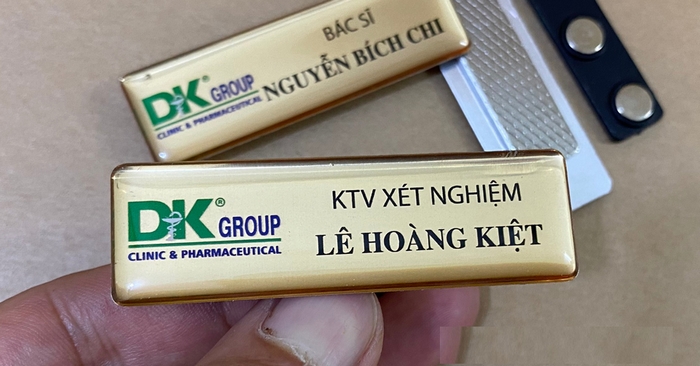 BÁC SĨ
NGUYỄN BÍCH CHI
DK® GROUP
CLINIC & PHARMACEUTICAL
KTV XÉT NGHIỆM
LÊ HOÀNG KIỆT
DK® GROUP
CLINIC & PHARMACEUTICAL